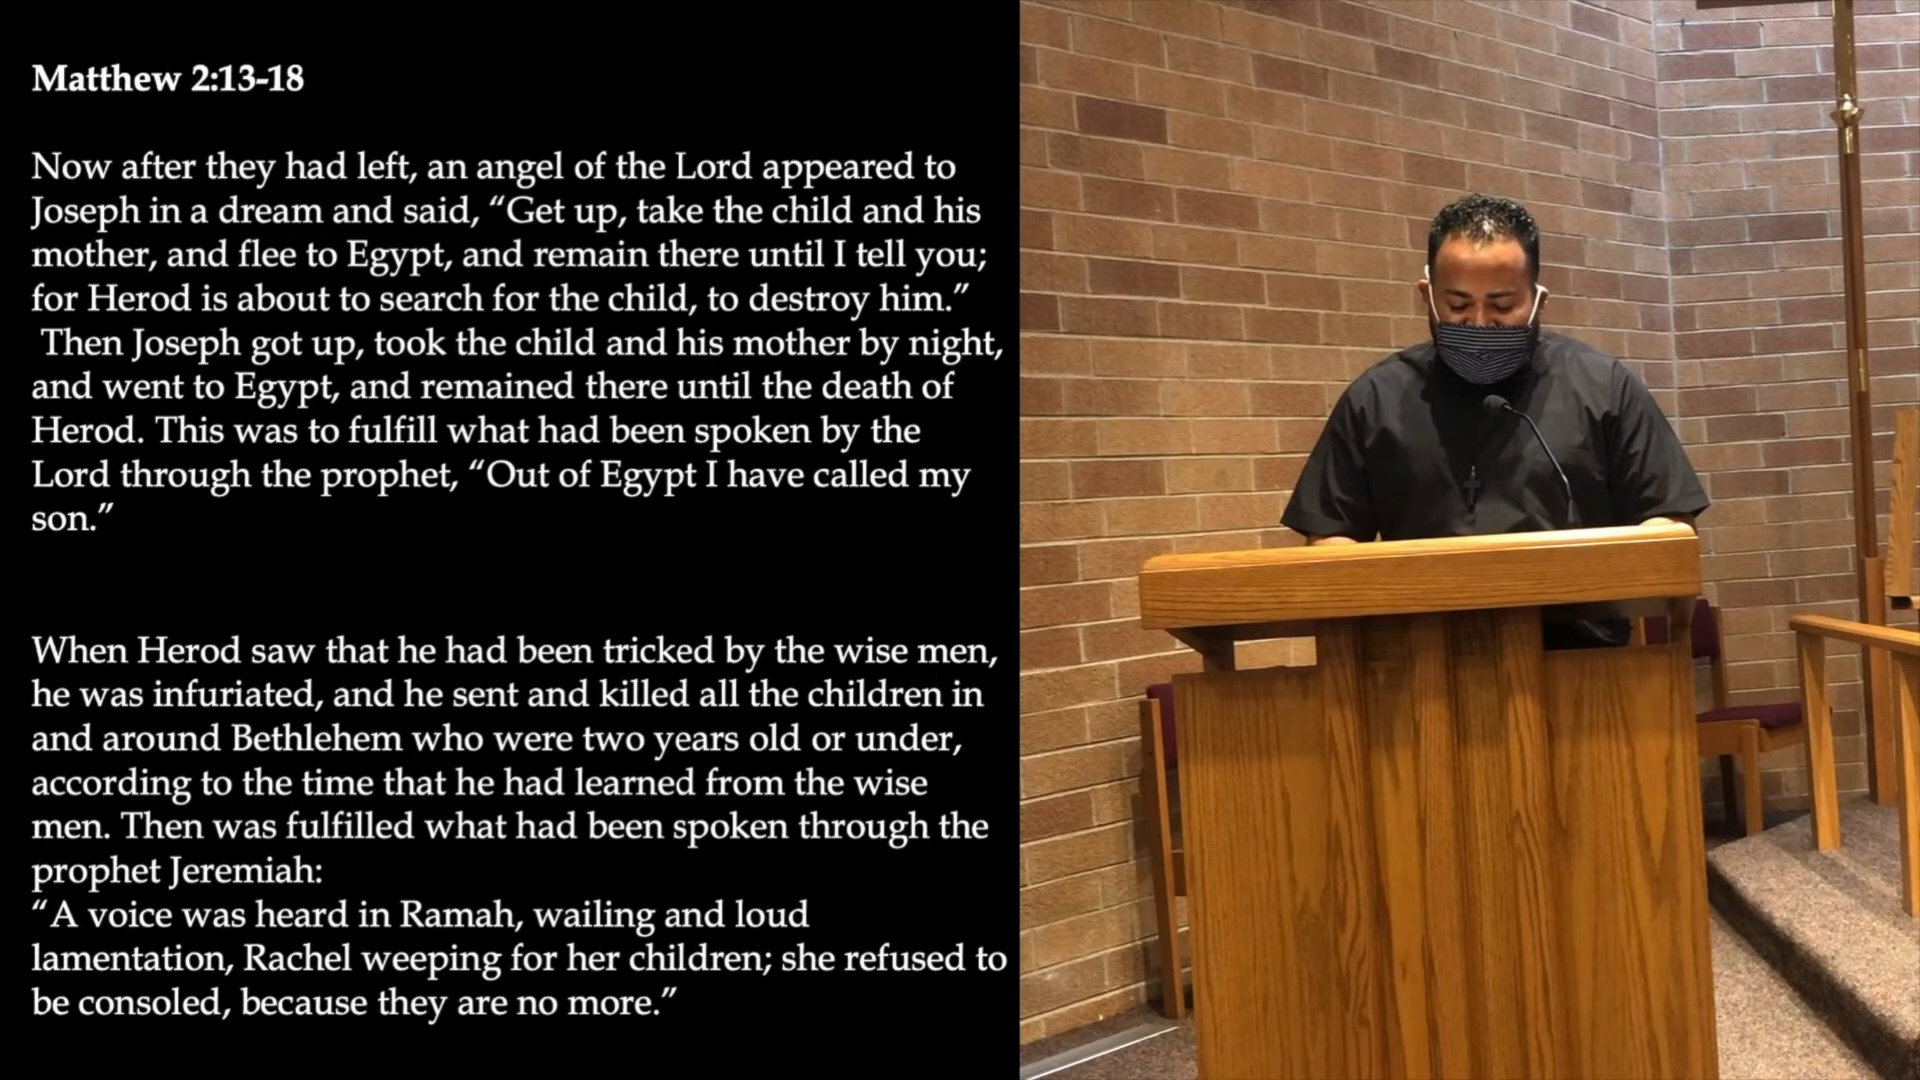 Matthew 2:13-18
Now after they had left, an angel of the Lord appeared to
Joseph in a dream and said, “Get up, take the child and his
mother, and flee to Egypt, and remain there until I tell you;
for Herod is about to search for the child, to destroy him.”
Then Joseph got up, took the child and his mother by night,
and went to Egypt, and remained there until the death of
Herod. This was to fulfill what had been spoken by the
Lord through the prophet, “Out of Egypt I have called my
son.”
When Herod saw that he had been tricked by the wise men,
he was infuriated, and he sent and killed all the children in
and around Bethlehem who were two years old or under,
according to the time that he had learned from the wise
men. Then was fulfilled what had been spoken through the
prophet Jeremiah:
“A voice was heard in Ramah, wailing and loud
lamentation, Rachel weeping for her children; she refused to
be consoled, because they are no more.”